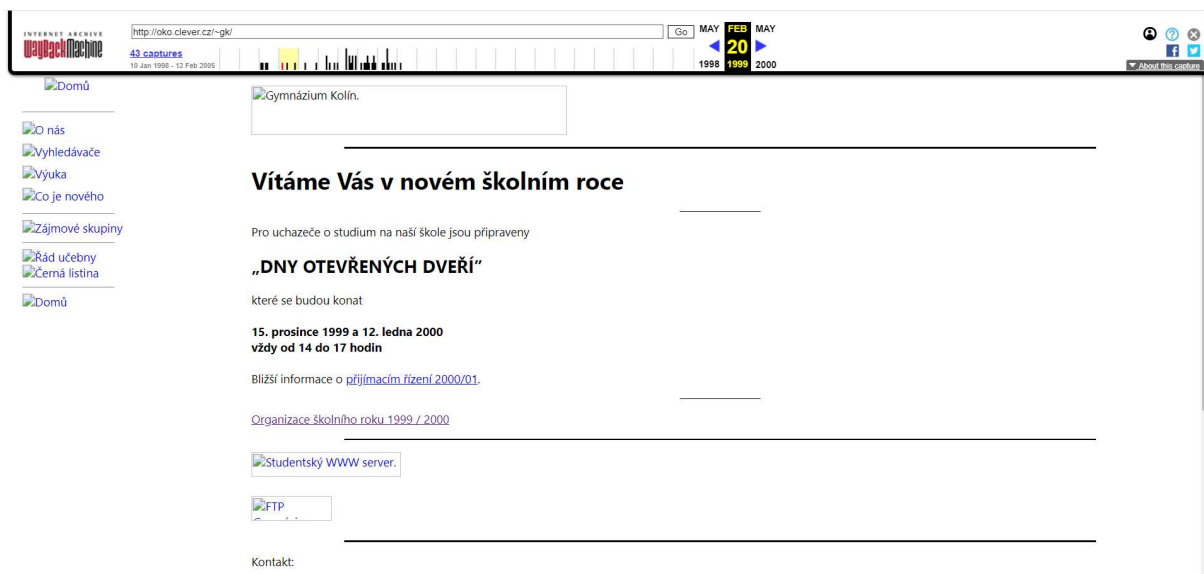 INTERNET ARCHIVE
WayBackMachine
http://oko.clever.cz/~gk/
Go
MAY FEB MAY
43 captures
20
10 Jan 1998 - 12 Feb 2005
1998 1999 2000
About this capture
Domů
O nás
Vyhledávače
Výuka
Co je nového
Zájmové skupiny
Řád učebny
Černá listina
Domů
Gymnázium Kolín.
Vítáme Vás v novém školním roce
Pro uchazeče o studium na naší škole jsou připraveny
„DNY OTEVŘENÝCH DVEŘÍ“
které se budou konat
15. prosince 1999 a 12. ledna 2000
vždy od 14 do 17 hodin
Bližší informace o přijímacím řízení 2000/01.
Organizace školního roku 1999 / 2000
Studentský WWW server.
FTP
Kontakt: